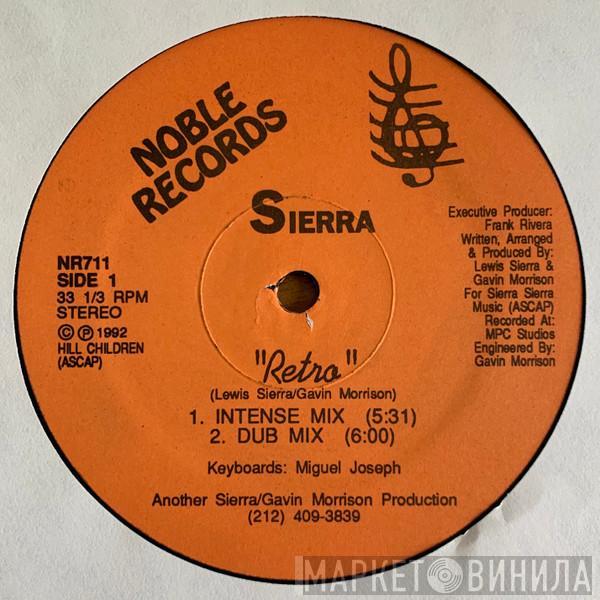 NOBLE
RECORDS
SIERRA
Executive Producer:
Frank Rivera
Written, Arranged
& Produced By:
Lewis Sierra &
Gavin Morrison
For Sierra Sierra
Music (ASCAP)
Recorded At:
MPC Studios
Engineered By:
Gavin Morrison
NR711
SIDE 1
33 1/3 RPM
STEREO
© ℗ 1992
HILL CHILDREN
(ASCAP)
"Retro"
(Lewis Sierra/Gavin Morrison)
1. INTENSE MIX (5:31)
2. DUB MIX (6:00)
Keyboards: Miguel Joseph
Another Sierra/Gavin Morrison Production
(212) 409-3839
МАРКЕТ ВИНИЛА